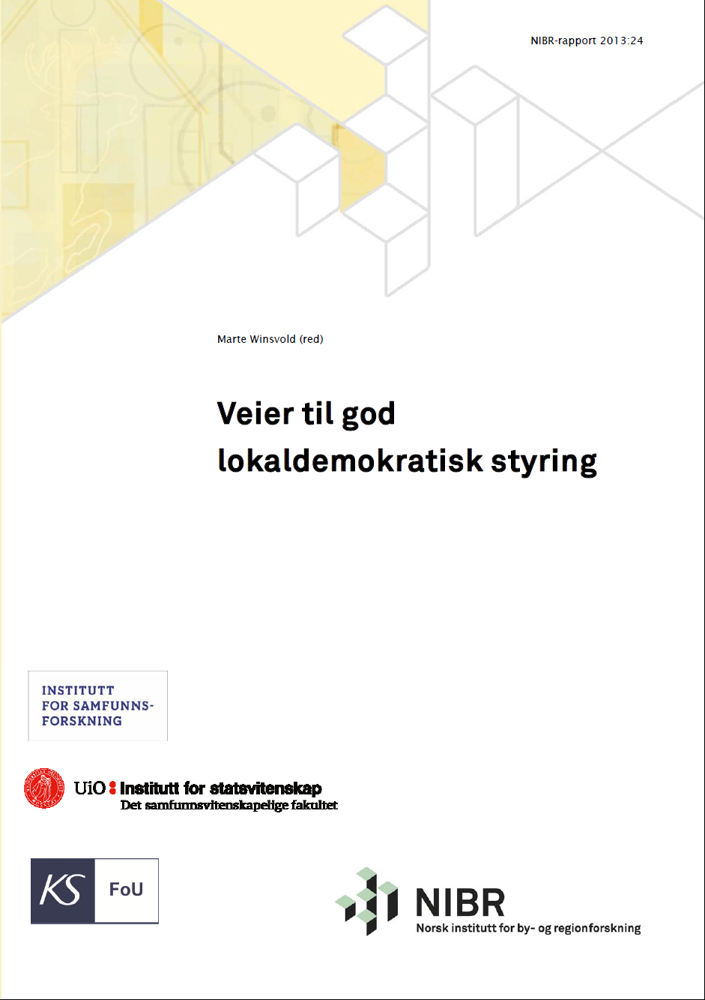 NIBR-rapport 2013:24
Marte Winsvold (red)
Veier til god
lokaldemokratisk styring
INSTITUTT
FOR SAMFUNNS-
FORSKNING
UiO: Institutt for statsvitenskap
Det samfunnsvitenskapelige fakultet
KS FoU
NIBR
Norsk institutt for by- og regionforskning